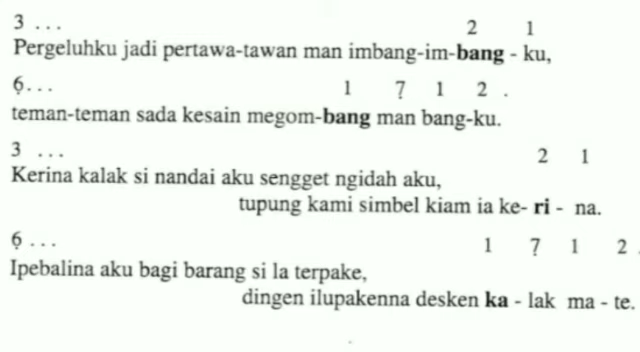 3 . . . 2 1
Pergeluhku jadi pertawa-tawan man imbang-im-bang - ku,
6̣ . . . 1 7̣ 1 2 .
teman-teman sada kesain megom-bang man bang-ku.
3 . . . 2 1
Kerina kalak si nandai aku sengget ngidah aku,
tupung kami simbel kiam ia ke- ri - na.
6̣ . . . 1 7̣ 1 2 .
Ipebalina aku bagi barang si la terpake,
dingen ilupakenna desken ka - lak ma - te.